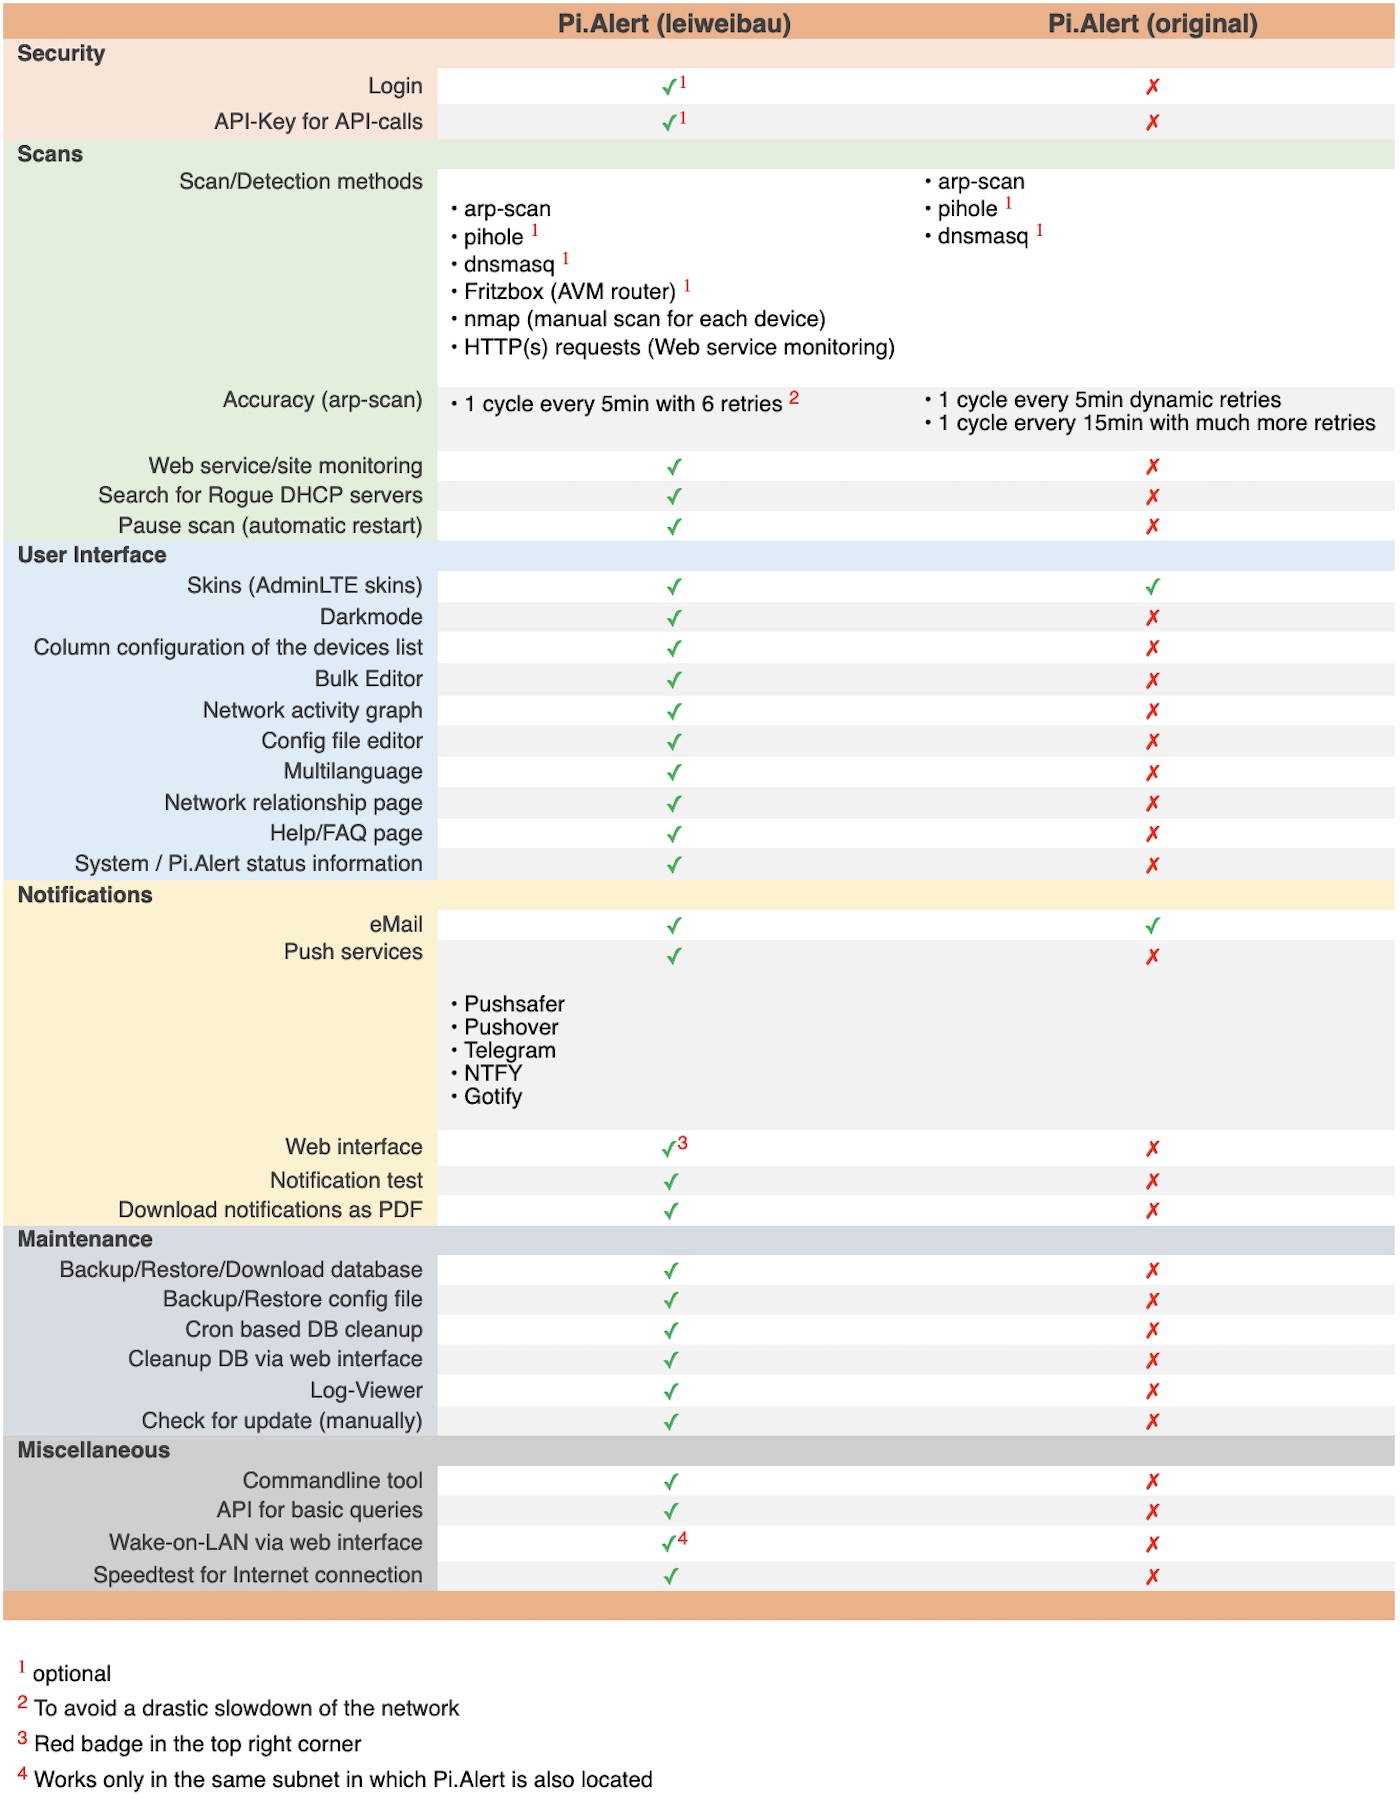 Pi.Alert (leiweibau) Pi.Alert (original)
Security
Login ✓1 ✗
API-Key for API-calls ✓1 ✗
Scans
Scan/Detection methods
• arp-scan
• pihole 1
• dnsmasq 1
• Fritzbox (AVM router) 1
• nmap (manual scan for each device)
• HTTP(s) requests (Web service monitoring)
• arp-scan
• pihole 1
• dnsmasq 1
Accuracy (arp-scan)
• 1 cycle every 5min with 6 retries 2
• 1 cycle every 5min dynamic retries
• 1 cycle ervery 15min with much more retries
Web service/site monitoring ✓ ✗
Search for Rogue DHCP servers ✓ ✗
Pause scan (automatic restart) ✓ ✗
User Interface
Skins (AdminLTE skins) ✓ ✓
Darkmode ✓ ✗
Column configuration of the devices list ✓ ✗
Bulk Editor ✓ ✗
Network activity graph ✓ ✗
Config file editor ✓ ✗
Multilanguage ✓ ✗
Network relationship page ✓ ✗
Help/FAQ page ✓ ✗
System / Pi.Alert status information ✓ ✗
Notifications
eMail ✓ ✓
Push services ✓ ✗
• Pushsafer
• Pushover
• Telegram
• NTFY
• Gotify
Web interface ✓3 ✗
Notification test ✓ ✗
Download notifications as PDF ✓ ✗
Maintenance
Backup/Restore/Download database ✓ ✗
Backup/Restore config file ✓ ✗
Cron based DB cleanup ✓ ✗
Cleanup DB via web interface ✓ ✗
Log-Viewer ✓ ✗
Check for update (manually) ✓ ✗
Miscellaneous
Commandline tool ✓ ✗
API for basic queries ✓ ✗
Wake-on-LAN via web interface ✓4 ✗
Speedtest for Internet connection ✓ ✗
1 optional
2 To avoid a drastic slowdown of the network
3 Red badge in the top right corner
4 Works only in the same subnet in which Pi.Alert is also located